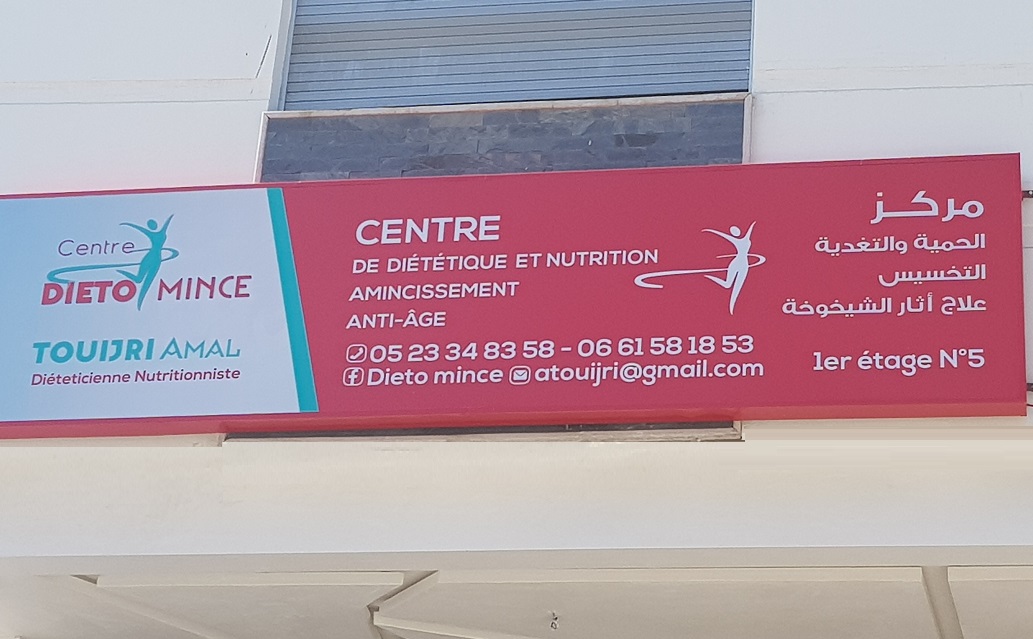 Centre
DIETO MINCE
TOUIJRI AMAL
Diéteticienne Nutritionniste
CENTRE
DE DIÉTÉTIQUE ET NUTRITION
AMINCISSEMENT
ANTI-ÂGE
05 23 34 83 58 - 06 61 58 18 53
Dieto mince atouijri@gmail.com
مركز
الحمية والتغدية
التخسيس
علاج أثار الشيخوخة
1er étage N°5